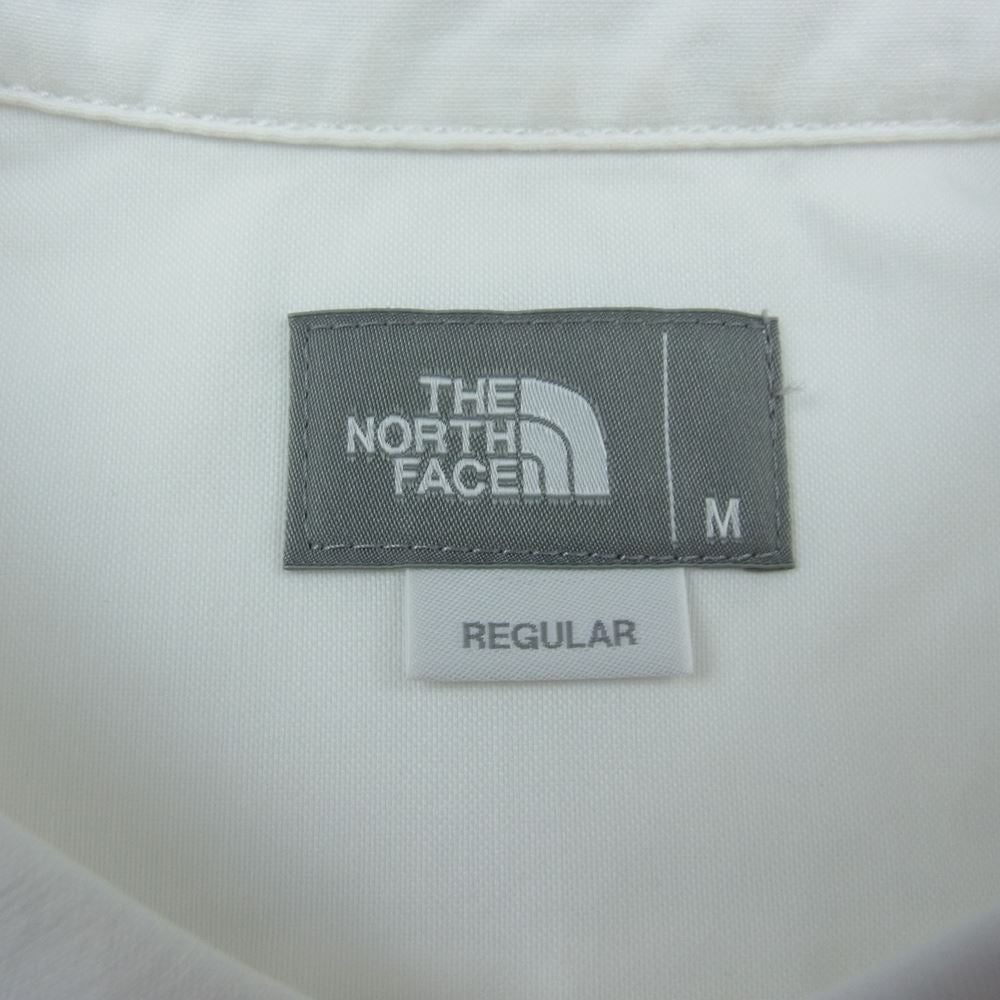 THE
NORTH
FACE
M
REGULAR